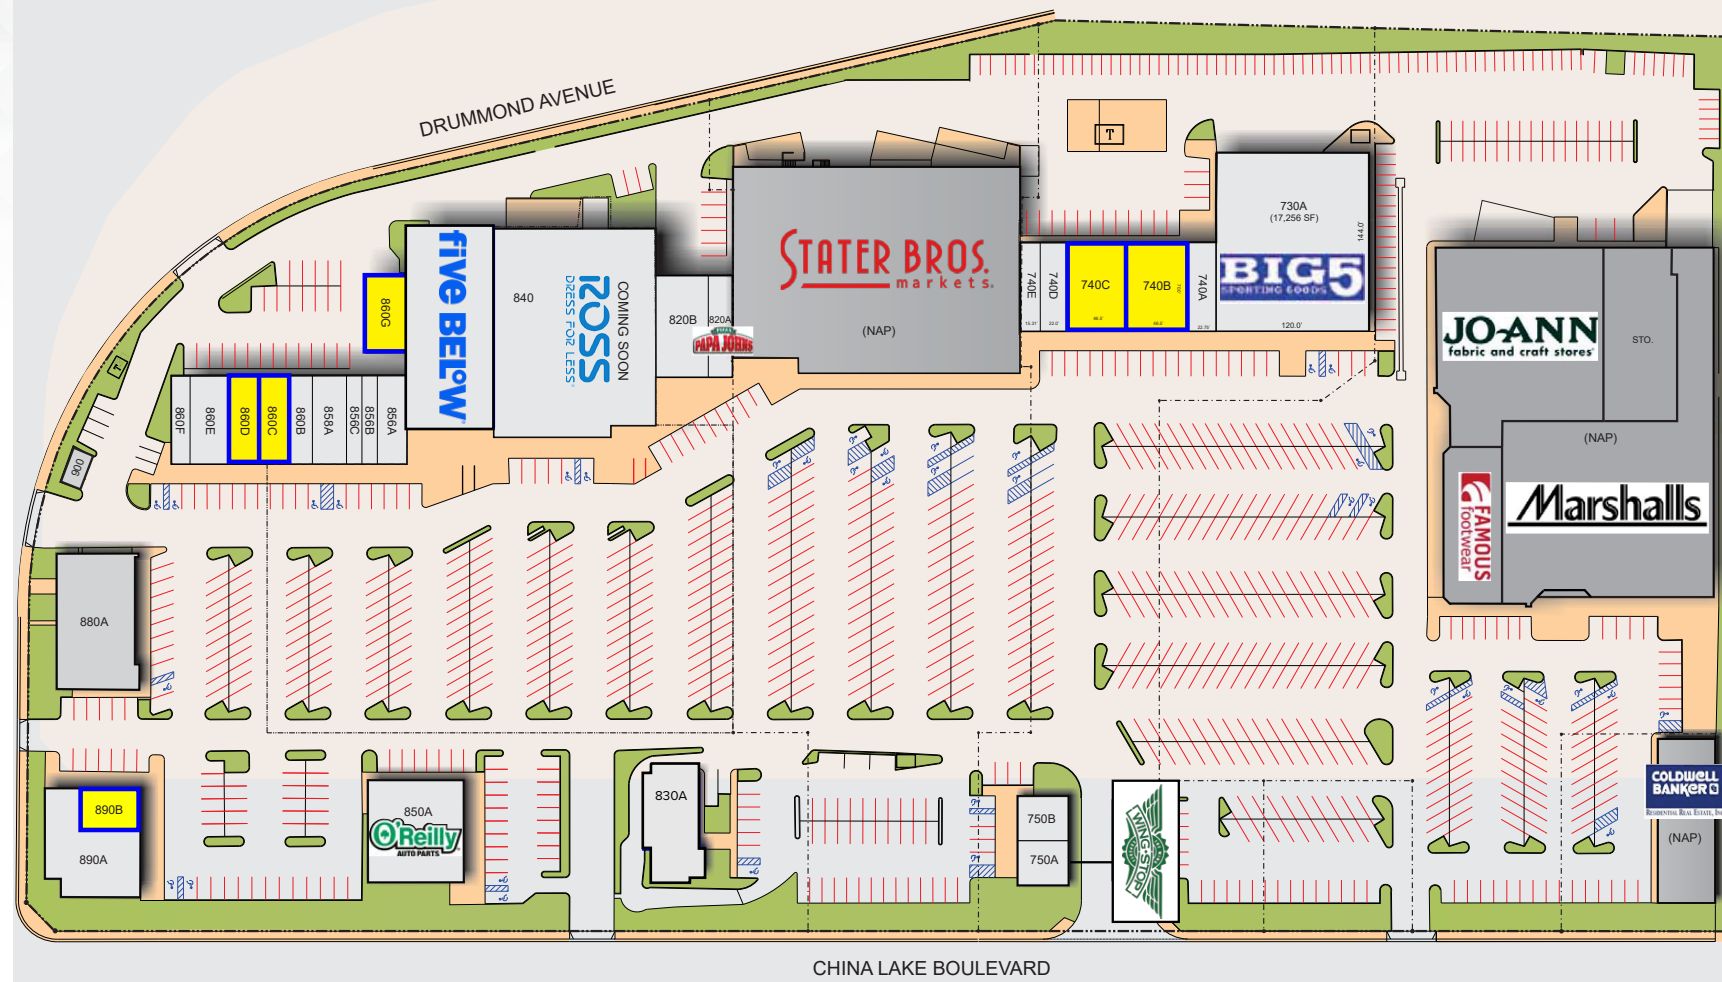 DRUMMOND AVENUE
T
730A
(17,256 SF)
144.0'
BIG 5
SPORTING GOODS
120.0'
five BELOW
840
ROSS
DRESS FOR LESS
COMING SOON
820B
820A
PAPA JOHNS
STATER BROS.
markets
(NAP)
740E
740D
740C
740B
740A
860G
860F
860E
860D
860C
860B
858A
856C
856B
856A
T
900
JO-ANN
fabric and craft stores
STO.
(NAP)
FAMOUS
footwear
Marshalls
880A
890B
890A
850A
O'Reilly
AUTO PARTS
830A
750B
750A
WING-STOP
COLDWELL
BANKER
RESIDENTIAL REAL ESTATE, IN
(NAP)
CHINA LAKE BOULEVARD